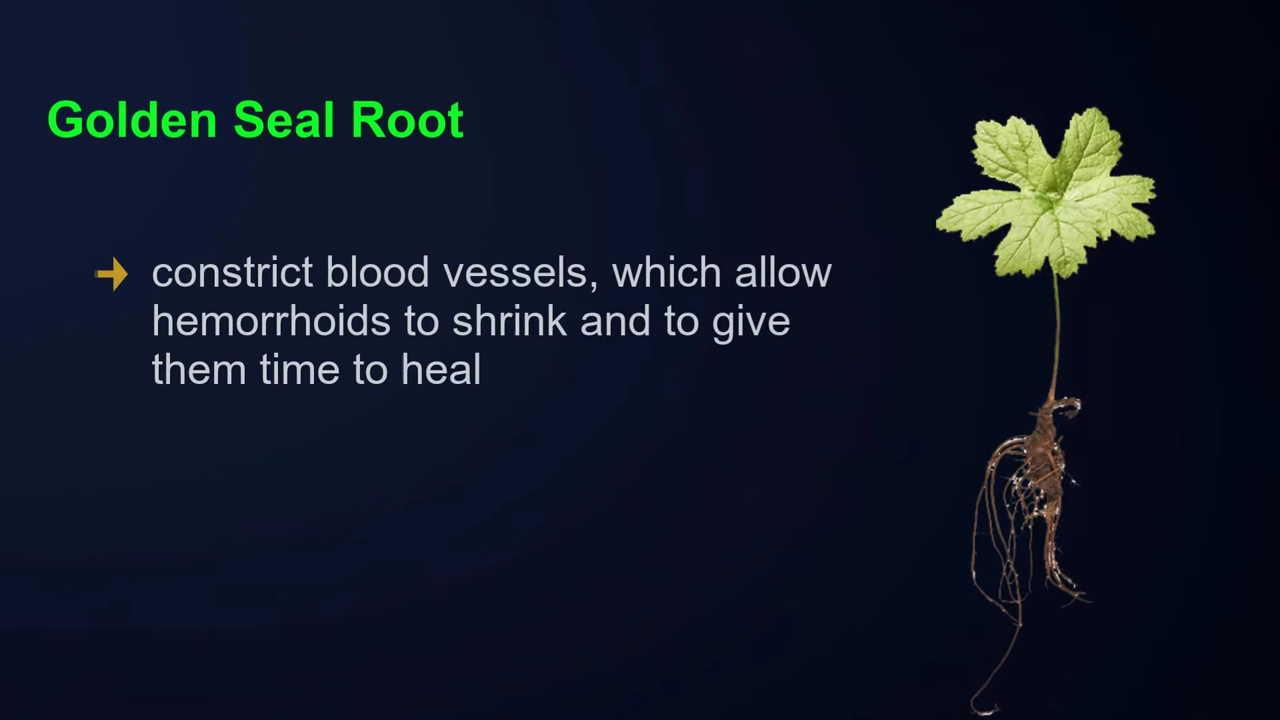 Golden Seal Root
constrict blood vessels, which allow
hemorrhoids to shrink and to give
them time to heal